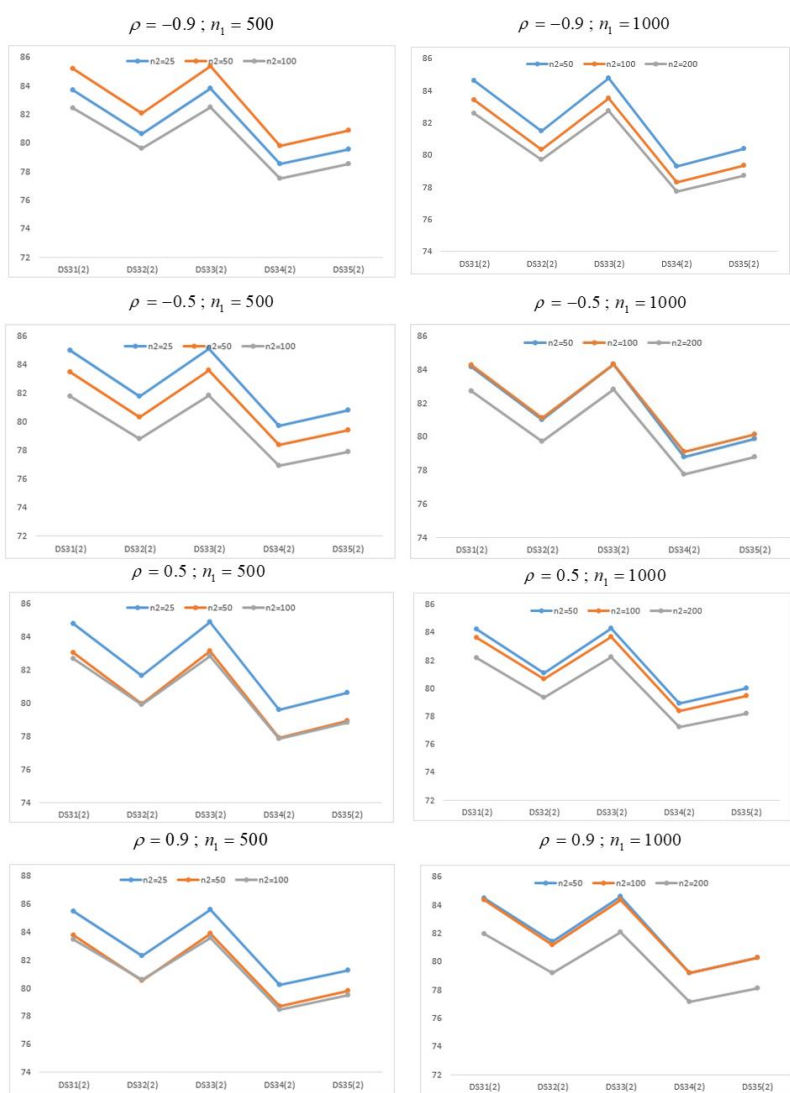 ρ = −0.9 ; n₁ = 500
n2=25 n2=50 n2=100
86
84
82
80
78
76
74
72
DS31(2) DS32(2) DS33(2) DS34(2) DS35(2)
ρ = −0.9 ; n₁ = 1000
n2=50 n2=100 n2=200
86
84
82
80
78
76
74
DS31(2) DS32(2) DS33(2) DS34(2) DS35(2)
ρ = −0.5 ; n₁ = 500
n2=25 n2=50 n2=100
86
84
82
80
78
76
74
72
DS31(2) DS32(2) DS33(2) DS34(2) DS35(2)
ρ = −0.5 ; n₁ = 1000
n2=50 n2=100 n2=200
86
84
82
80
78
76
74
DS31(2) DS32(2) DS33(2) DS34(2) DS35(2)
ρ = 0.5 ; n₁ = 500
n2=25 n2=50 n2=100
86
84
82
80
78
76
74
DS31(2) DS32(2) DS33(2) DS34(2) DS35(2)
ρ = 0.5 ; n₁ = 1000
n2=50 n2=100 n2=200
86
84
82
80
78
76
74
72
DS31(2) DS32(2) DS33(2) DS34(2) DS35(2)
ρ = 0.9 ; n₁ = 500
n2=25 n2=50 n2=100
88
86
84
82
80
78
76
74
DS31(2) DS32(2) DS33(2) DS34(2) DS35(2)
ρ = 0.9 ; n₁ = 1000
n2=50 n2=100 n2=200
86
84
82
80
78
76
74
72
DS31(2) DS32(2) DS33(2) DS34(2) DS35(2)